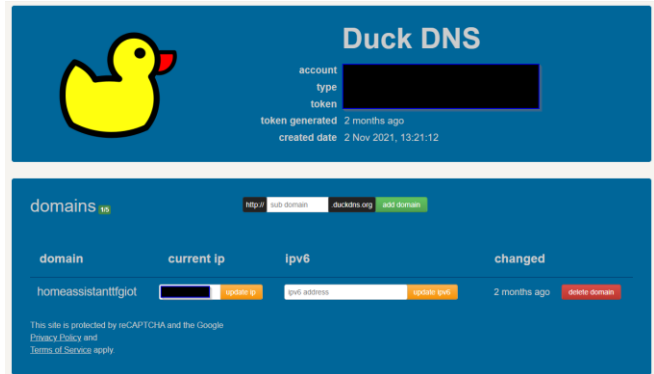 Duck DNS
account
type
token
token generated 2 months ago
created date 2 Nov 2021, 13:21:12
domains 1/5 http:// sub domain .duckdns.org add domain
domain current ip ipv6 changed
homeassistanttfgiot update ip ipv6 address update ipv6 2 months ago delete domain
This site is protected by reCAPTCHA and the Google
Privacy Policy and
Terms of Service apply.